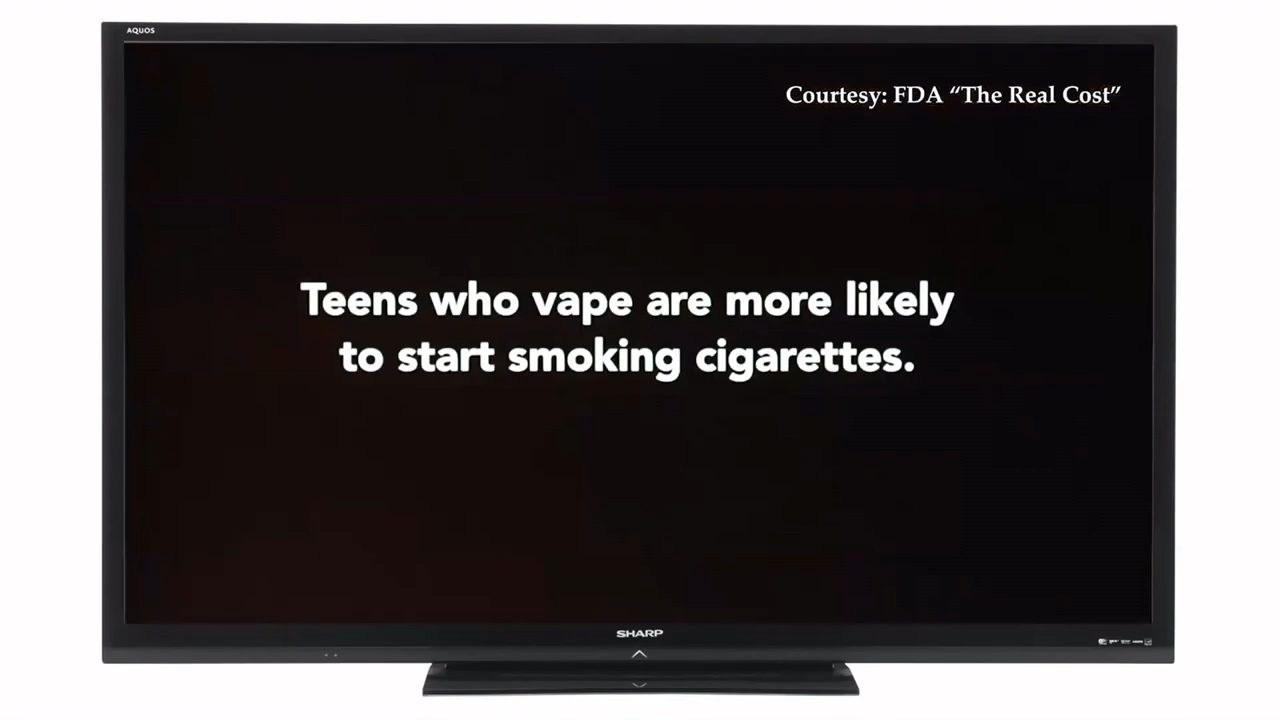 AQUOS
Courtesy: FDA “The Real Cost”
Teens who vape are more likely
to start smoking cigarettes.
SHARP